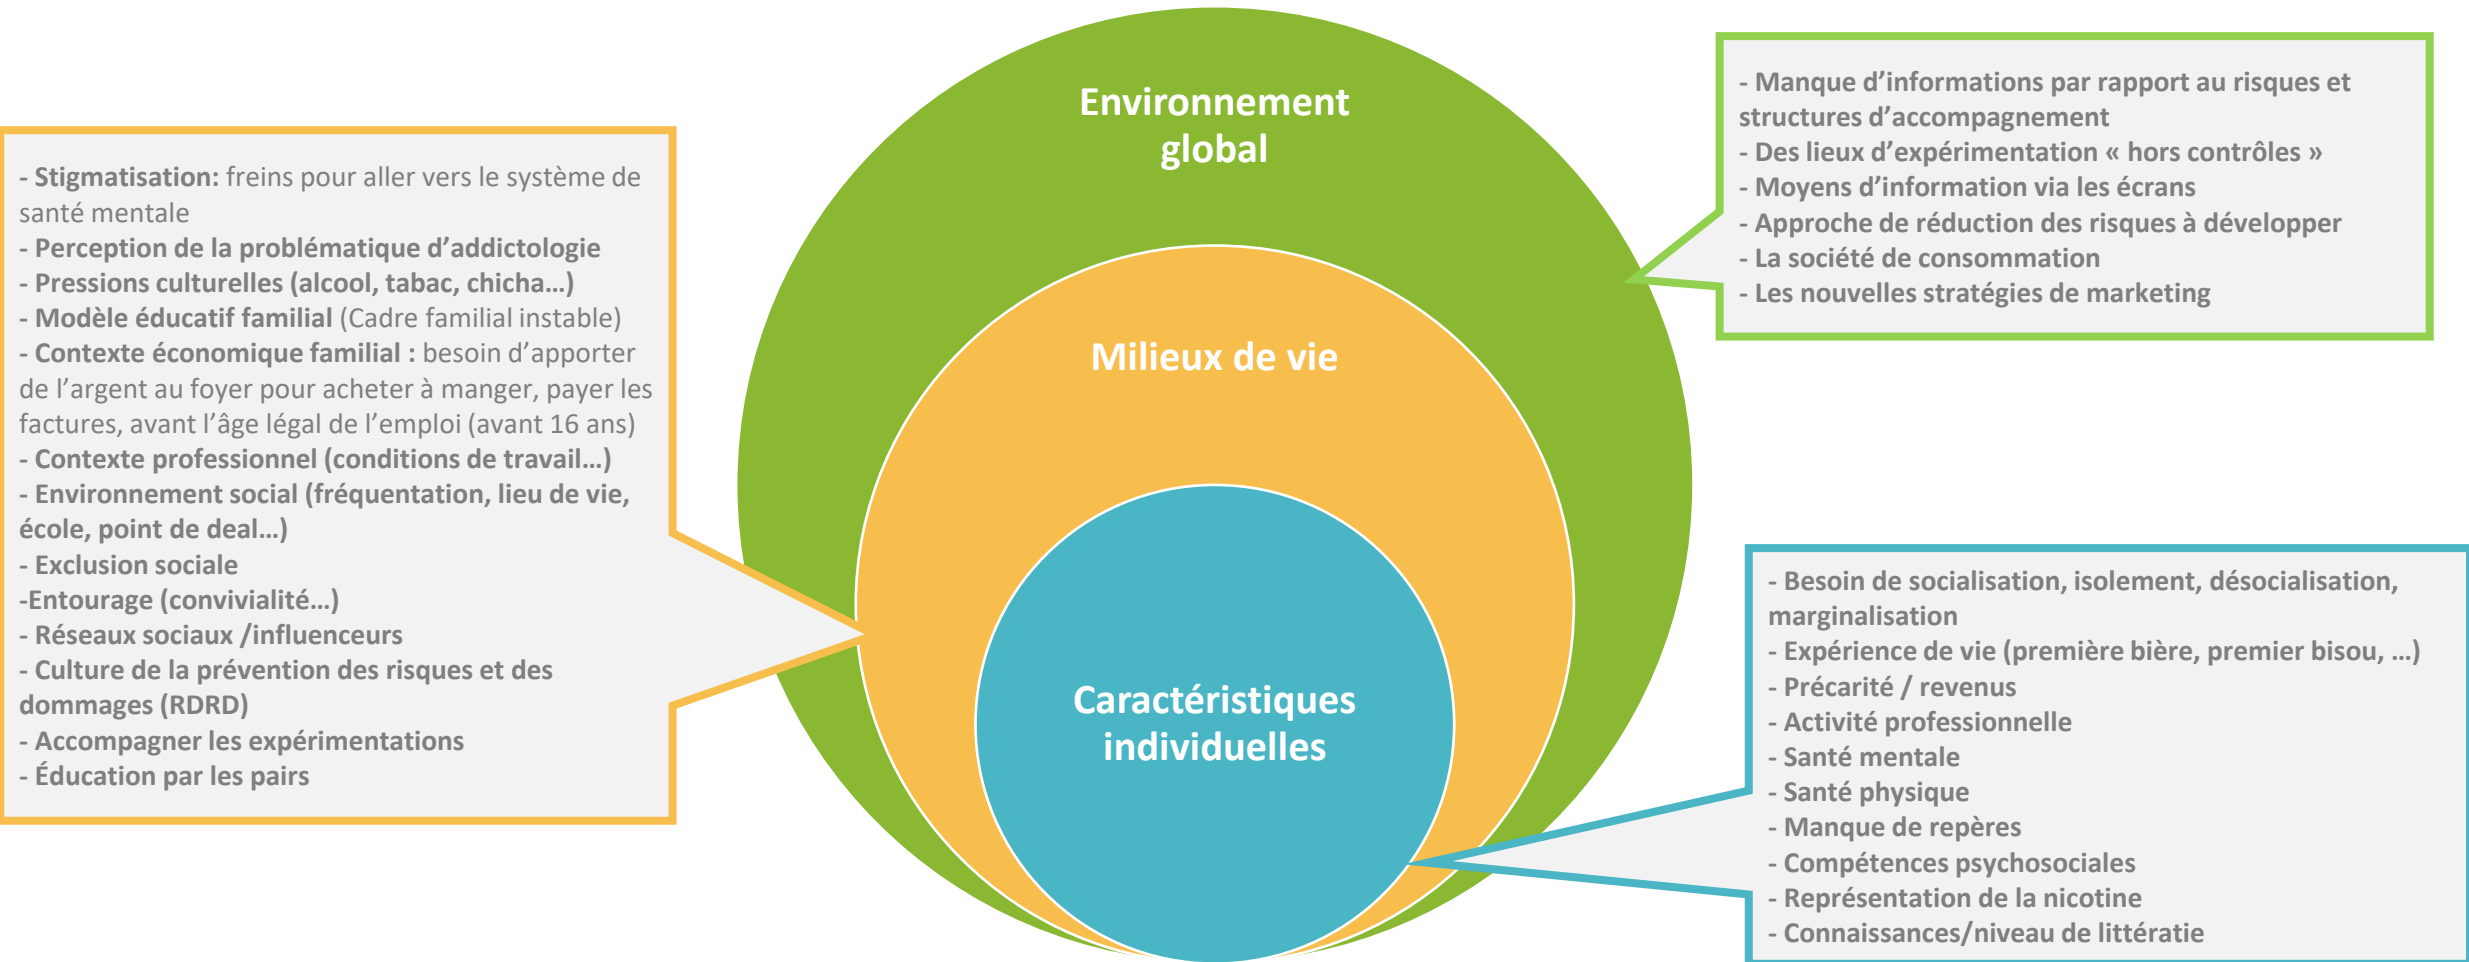 - Stigmatisation: freins pour aller vers le système de
santé mentale
- Perception de la problématique d'addictologie
- Pressions culturelles (alcool, tabac, chicha…)
- Modèle éducatif familial (Cadre familial instable)
- Contexte économique familial : besoin d'apporter
de l'argent au foyer pour acheter à manger, payer les
factures, avant l'âge légal de l'emploi (avant 16 ans)
- Contexte professionnel (conditions de travail…)
- Environnement social (fréquentation, lieu de vie,
école, point de deal…)
- Exclusion sociale
-Entourage (convivialité…)
- Réseaux sociaux /influenceurs
- Culture de la prévention des risques et des
dommages (RDRD)
- Accompagner les expérimentations
- Éducation par les pairs
Environnement
global
Milieux de vie
Caractéristiques
individuelles
- Manque d'informations par rapport au risques et
structures d'accompagnement
- Des lieux d'expérimentation « hors contrôles »
- Moyens d'information via les écrans
- Approche de réduction des risques à développer
- La société de consommation
- Les nouvelles stratégies de marketing
- Besoin de socialisation, isolement, désocialisation,
marginalisation
- Expérience de vie (première bière, premier bisou, …)
- Précarité / revenus
- Activité professionnelle
- Santé mentale
- Santé physique
- Manque de repères
- Compétences psychosociales
- Représentation de la nicotine
- Connaissances/niveau de littératie